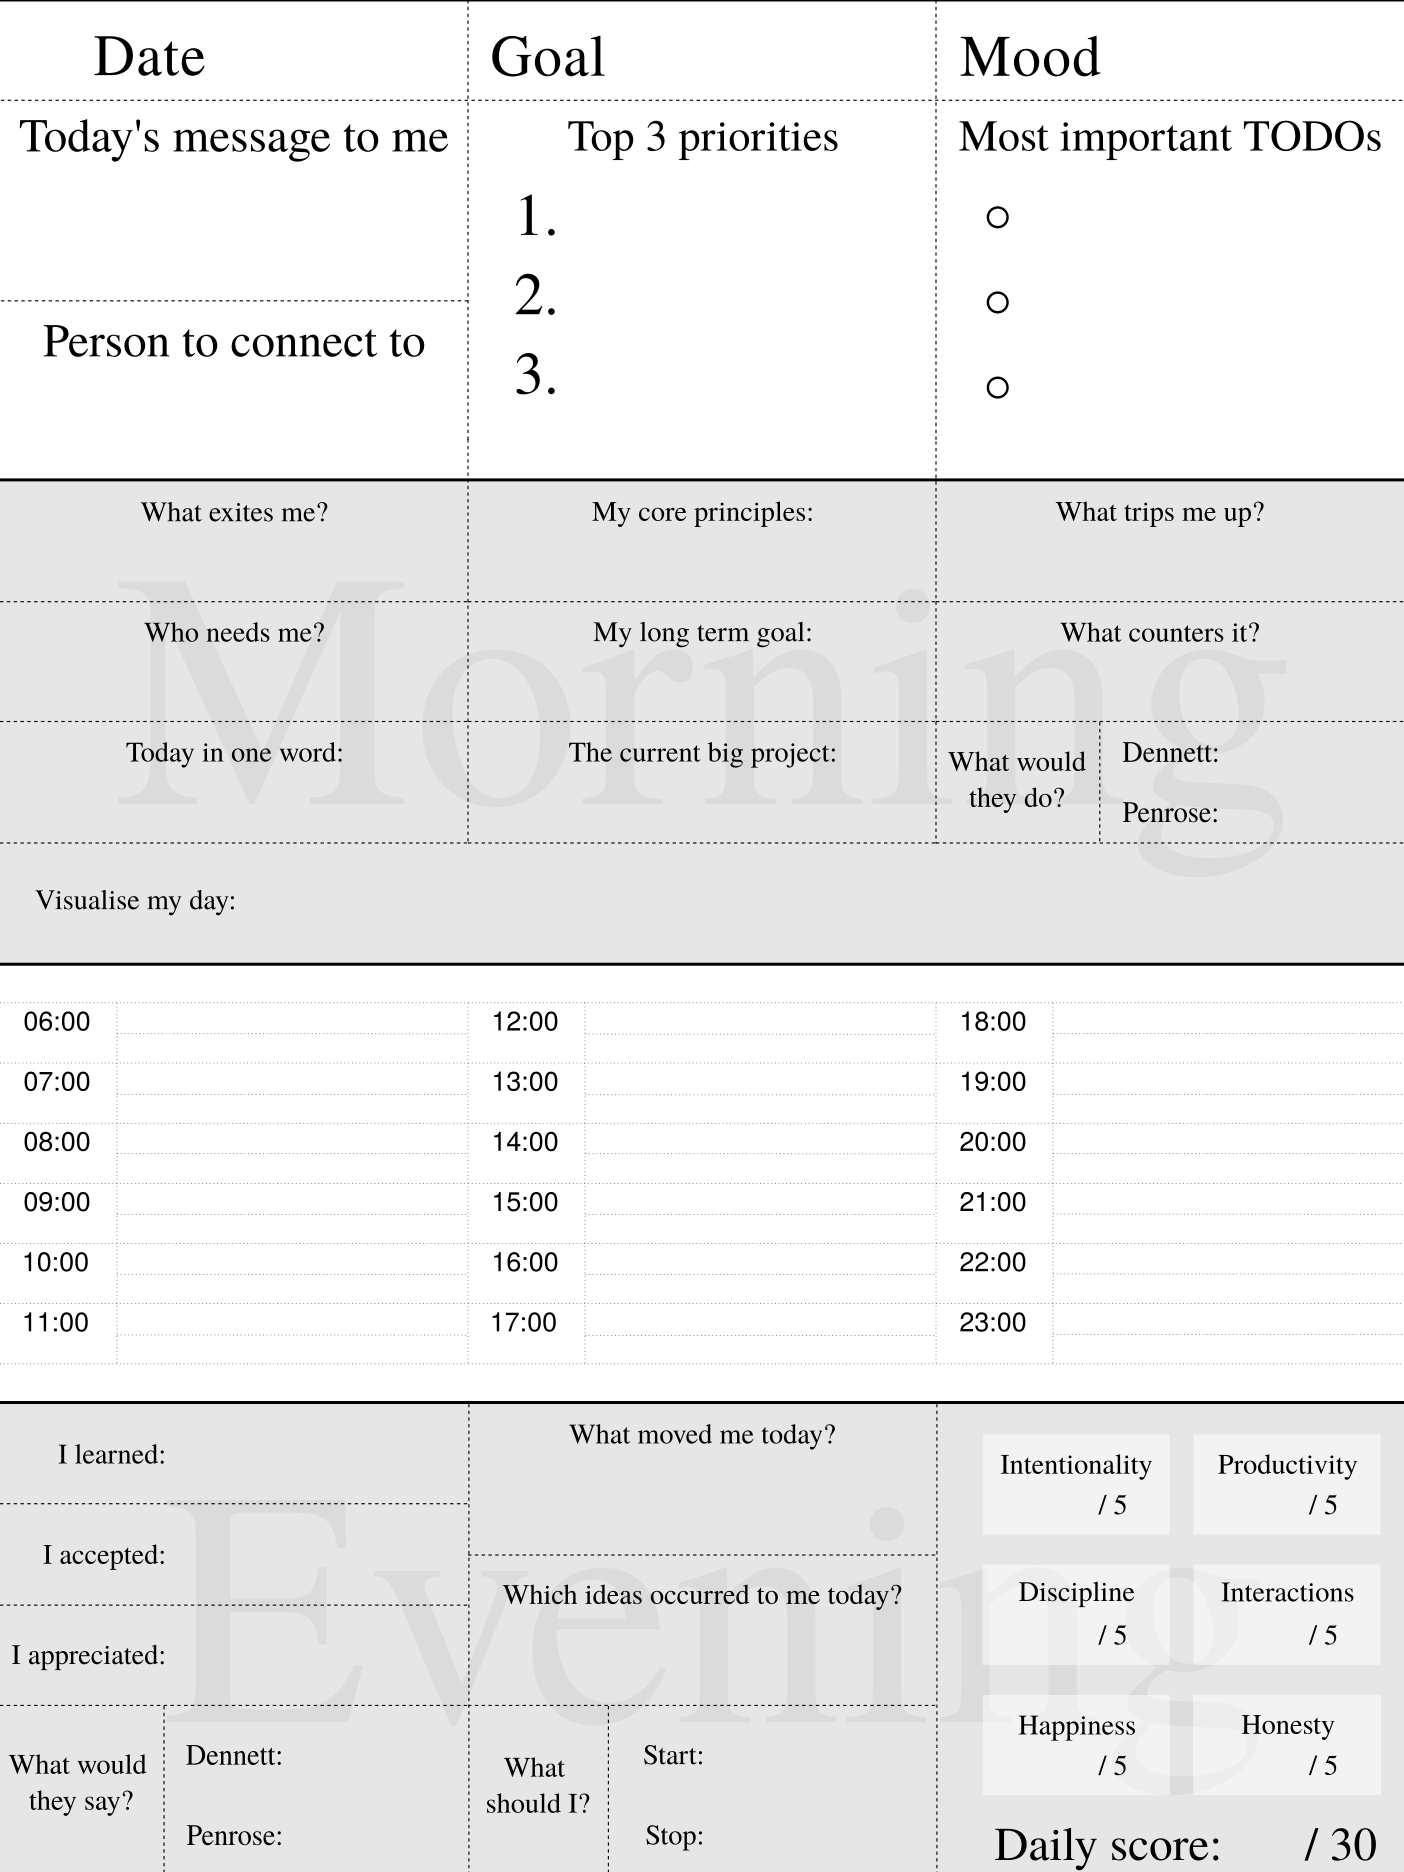 Date
Goal
Mood
Today's message to me
Top 3 priorities
Most important TODOs
1.
2.
Person to connect to
3.
What exites me?
My core principles:
What trips me up?
Morning
Who needs me?
My long term goal:
What counters it?
Today in one word:
The current big project:
What would
they do?
Dennett:
Penrose:
Visualise my day:
06:00
12:00
18:00
07:00
13:00
19:00
08:00
14:00
20:00
09:00
15:00
21:00
10:00
16:00
22:00
11:00
17:00
23:00
Evening
I learned:
I accepted:
I appreciated:
What would
they say?
Dennett:
Penrose:
What moved me today?
Which ideas occurred to me today?
What
should I?
Start:
Stop:
Intentionality
/ 5
Productivity
/ 5
Discipline
/ 5
Interactions
/ 5
Happiness
/ 5
Honesty
/ 5
Daily score: / 30